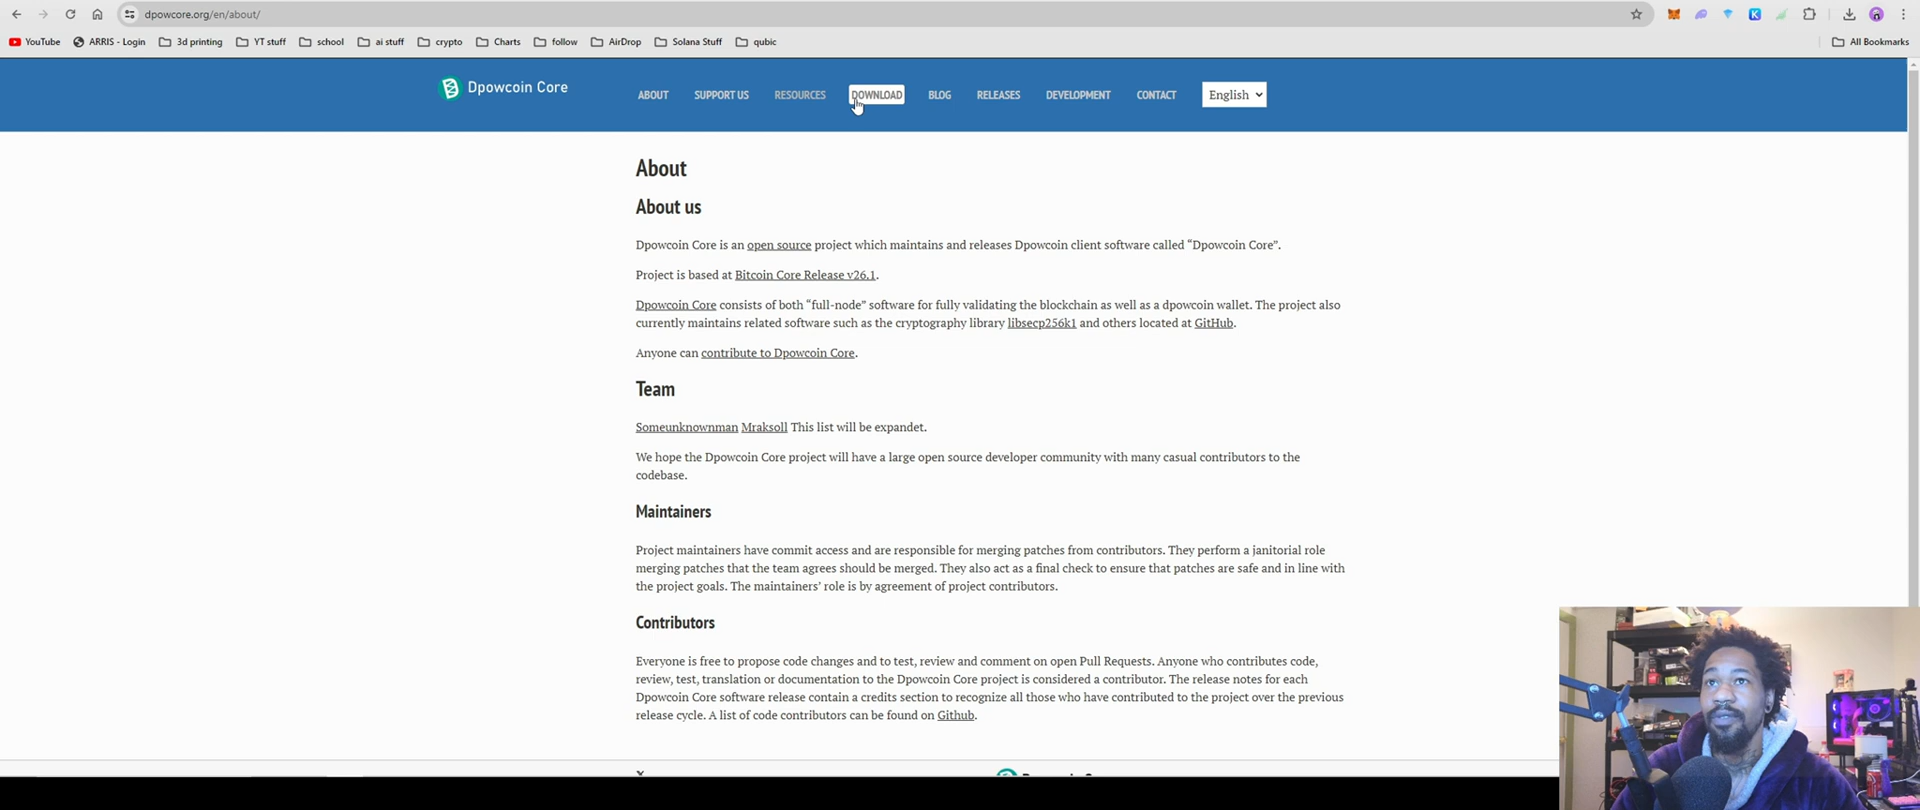 dpowcore.org/en/about/
YouTube ARRIS - Login 3d printing YT stuff school ai stuff crypto Charts follow AirDrop Solana Stuff qubic All Bookmarks
Dpowcoin Core ABOUT SUPPORT US RESOURCES DOWNLOAD BLOG RELEASES DEVELOPMENT CONTACT English
About
About us
Dpowcoin Core is an open source project which maintains and releases Dpowcoin client software called “Dpowcoin Core”.
Project is based at Bitcoin Core Release v26.1.
Dpowcoin Core consists of both “full-node” software for fully validating the blockchain as well as a dpowcoin wallet. The project also
currently maintains related software such as the cryptography library libsecp256k1 and others located at GitHub.
Anyone can contribute to Dpowcoin Core.
Team
Someunknownman Mraksoll This list will be expandet.
We hope the Dpowcoin Core project will have a large open source developer community with many casual contributors to the
codebase.
Maintainers
Project maintainers have commit access and are responsible for merging patches from contributors. They perform a janitorial role
merging patches that the team agrees should be merged. They also act as a final check to ensure that patches are safe and in line with
the project goals. The maintainers’ role is by agreement of project contributors.
Contributors
Everyone is free to propose code changes and to test, review and comment on open Pull Requests. Anyone who contributes code,
review, test, translation or documentation to the Dpowcoin Core project is considered a contributor. The release notes for each
Dpowcoin Core software release contain a credits section to recognize all those who have contributed to the project over the previous
release cycle. A list of code contributors can be found on Github.